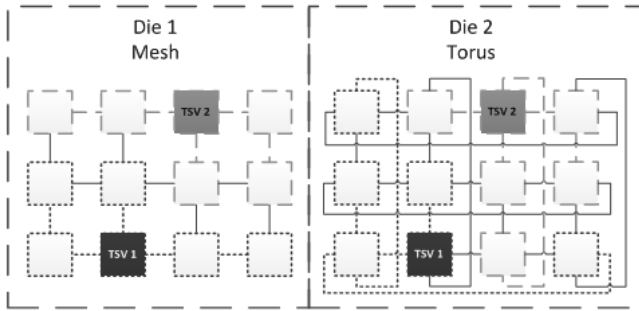 Die 1
Mesh
TSV 2
TSV 1
Die 2
Torus
TSV 2
TSV 1